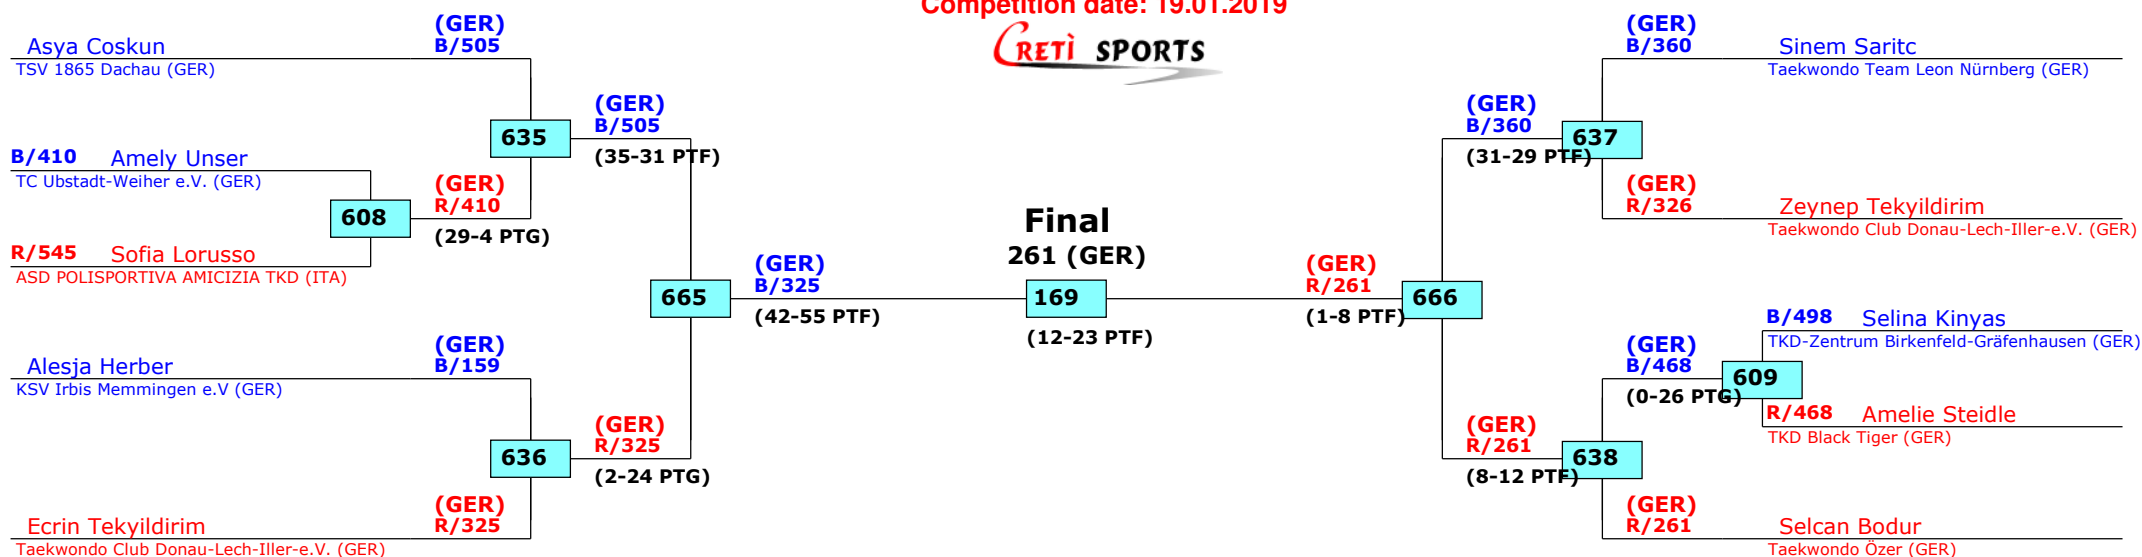 Competition date: 19.01.2019
CRETÌ SPORTS
(GER)
B/505
Asya Coskun
TSV 1865 Dachau (GER)
(GER)
B/505
635
(35-31 PTF)
B/410 Amely Unser
TC Ubstadt-Weiher e.V. (GER)
(GER)
R/410
608
(29-4 PTG)
R/545 Sofia Lorusso
ASD POLISPORTIVA AMICIZIA TKD (ITA)
(GER)
B/325
665
(42-55 PTF)
(GER)
B/159
Alesja Herber
KSV Irbis Memmingen e.V (GER)
(GER)
R/325
636
(2-24 PTG)
(GER)
R/325
Ecrin Tekyildirim
Taekwondo Club Donau-Lech-Iller-e.V. (GER)
Final
261 (GER)
169
(12-23 PTF)
(GER)
B/360
Sinem Saritc
Taekwondo Team Leon Nürnberg (GER)
(GER)
B/360
637
(31-29 PTF)
(GER)
R/326
Zeynep Tekyildirim
Taekwondo Club Donau-Lech-Iller-e.V. (GER)
(GER)
R/261
666
(1-8 PTF)
B/498 Selina Kinyas
TKD-Zentrum Birkenfeld-Gräfenhausen (GER)
(GER)
B/468
609
(0-26 PTG)
R/468 Amelie Steidle
TKD Black Tiger (GER)
(GER)
R/261
638
(8-12 PTF)
(GER)
R/261
Selcan Bodur
Taekwondo Özer (GER)